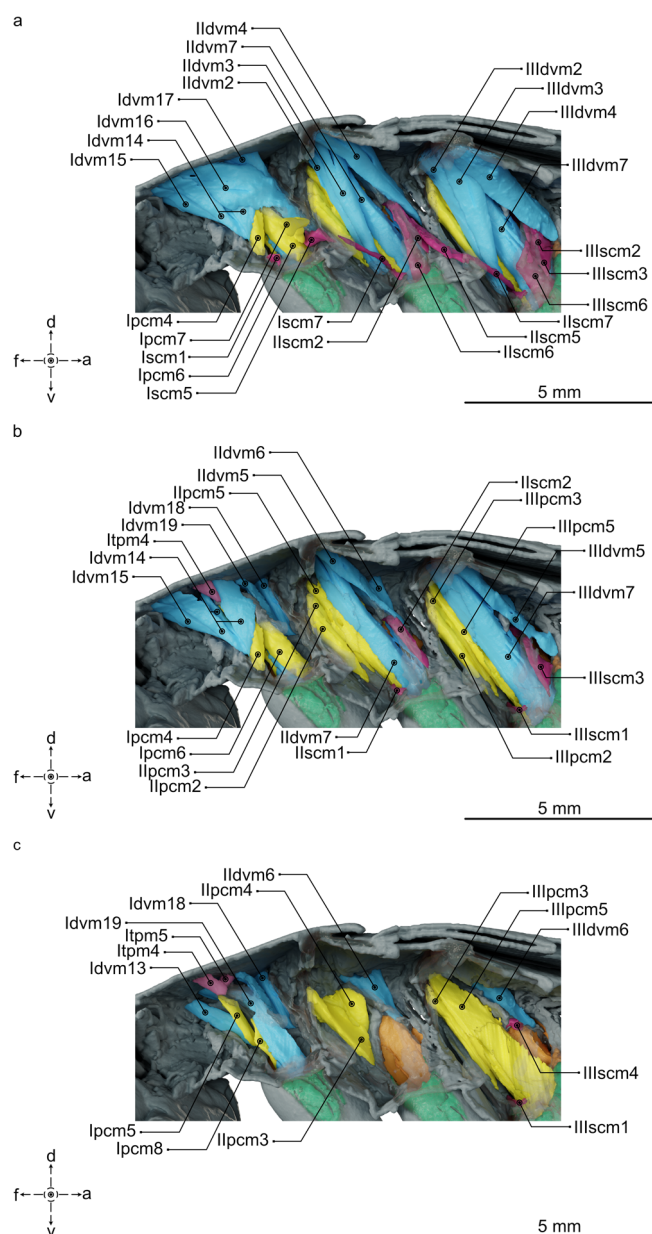 a
IIdvm4
IIdvm7
IIdvm3
IIdvm2
Idvm17
Idvm16
Idvm14
Idvm15
IIIdvm2
IIIdvm3
IIIdvm4
IIIdvm7
IIIscm2
IIIscm3
IIIscm6
Ipcm4
Ipcm7
Iscm1
Ipcm6
Iscm5
Iscm7
IIscm2
IIscm7
IIscm5
IIscm6
d
f a
v
5 mm
b
IIdvm6
IIdvm5
IIpcm5
Idvm18
Idvm19
Itpm4
Idvm14
Idvm15
IIscm2
IIIpcm3
IIIpcm5
IIIdvm5
IIIdvm7
IIIscm3
IIIscm1
IIIpcm2
Ipcm4
Ipcm6
IIpcm3
IIpcm2
IIdvm7
IIscm1
d
f a
v
5 mm
c
IIdvm6
IIpcm4
Idvm18
Idvm19
Itpm5
Itpm4
Idvm13
IIIpcm3
IIIpcm5
IIIdvm6
IIIscm4
IIIscm1
Ipcm5
Ipcm8
IIpcm3
d
f a
v
5 mm